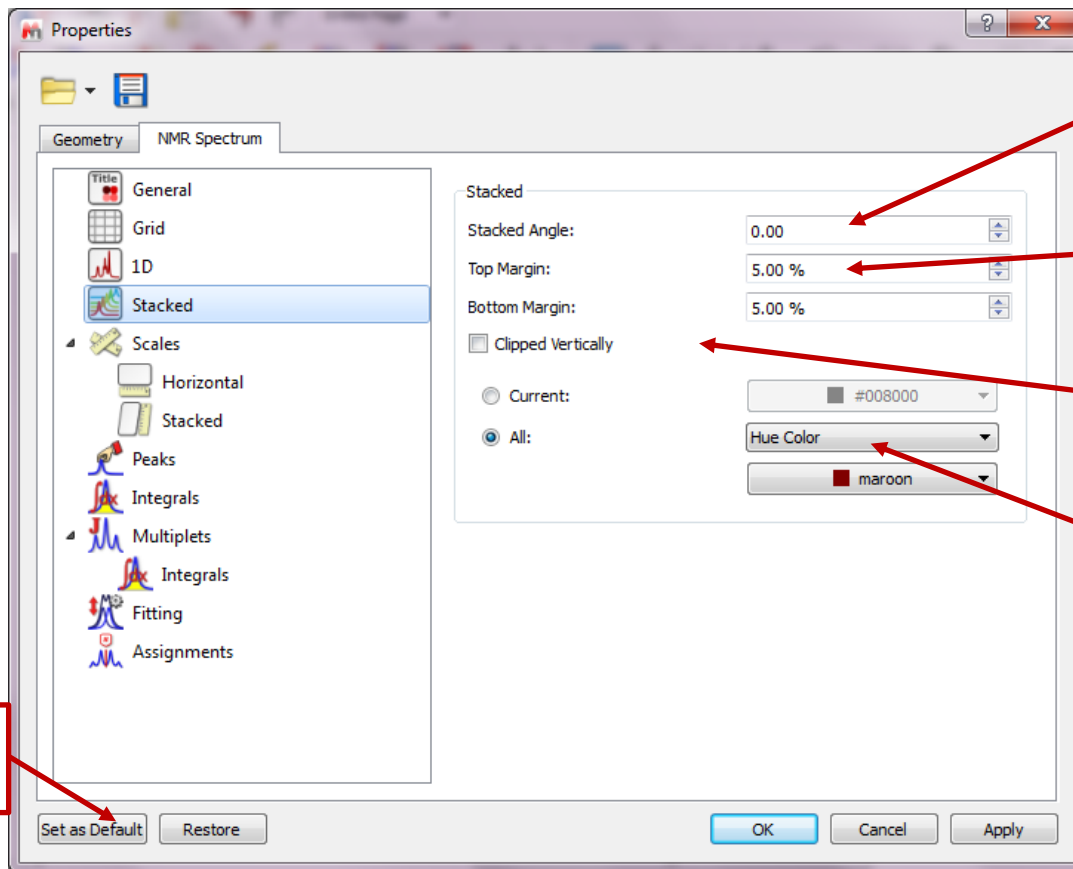 Properties
Geometry NMR Spectrum
Title
General
Grid
1D
Stacked
Scales
Horizontal
Stacked
Peaks
Integrals
Multiplets
Integrals
Fitting
Assignments
Stacked
Stacked Angle: 0.00
Top Margin: 5.00 %
Bottom Margin: 5.00 %
Clipped Vertically
Current: #008000
All: Hue Color
maroon
Set as Default Restore OK Cancel Apply